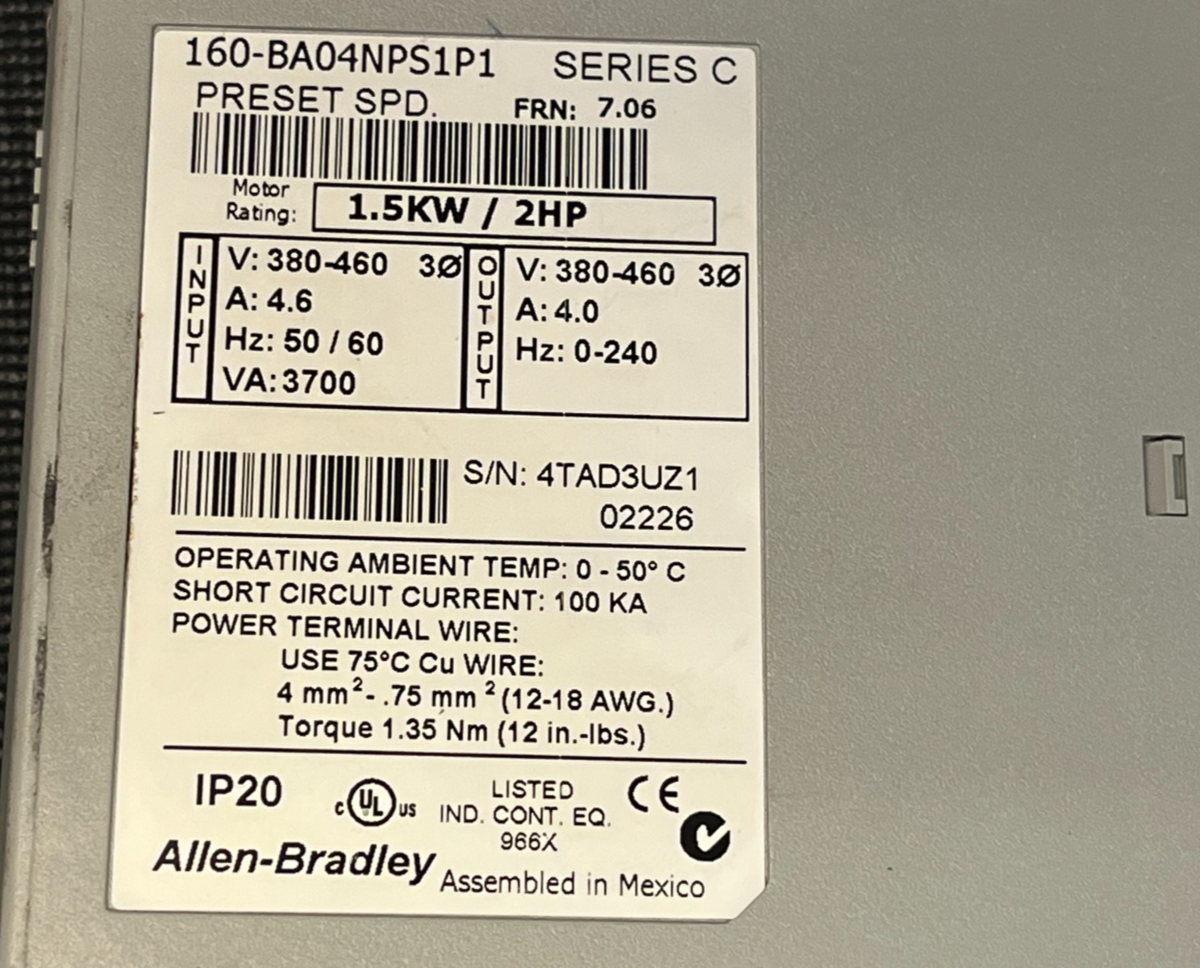 160-BA04NPS1P1 SERIES C
PRESET SPD. FRN: 7.06
Motor
Rating: 1.5KW / 2HP
INPUT
V: 380-460 3Ø
A: 4.6
Hz: 50 / 60
VA: 3700
OUTPUT
V: 380-460 3Ø
A: 4.0
Hz: 0-240
S/N: 4TAD3UZ1
02226
OPERATING AMBIENT TEMP: 0 - 50° C
SHORT CIRCUIT CURRENT: 100 KA
POWER TERMINAL WIRE:
USE 75°C Cu WIRE:
4 mm² - .75 mm² (12-18 AWG.)
Torque 1.35 Nm (12 in.-lbs.)
IP20
c UL us
LISTED
IND. CONT. EQ.
966X
CE
Allen-Bradley
Assembled in Mexico